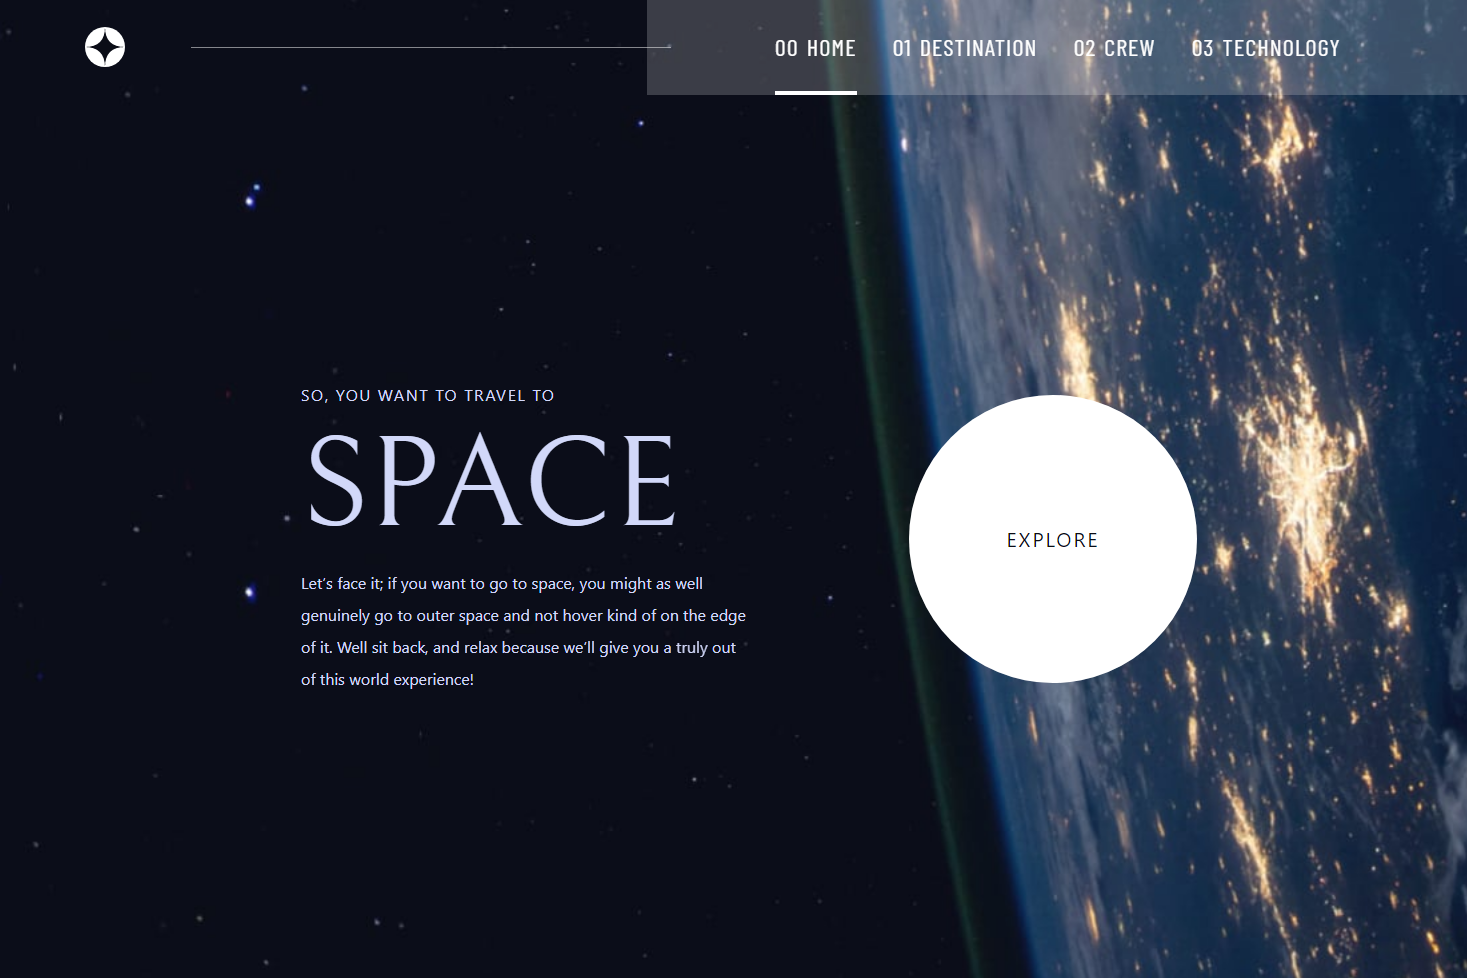 00 HOME 01 DESTINATION 02 CREW 03 TECHNOLOGY
SO, YOU WANT TO TRAVEL TO
SPACE
Let’s face it; if you want to go to space, you might as well
genuinely go to outer space and not hover kind of on the edge
of it. Well sit back, and relax because we’ll give you a truly out
of this world experience!
EXPLORE